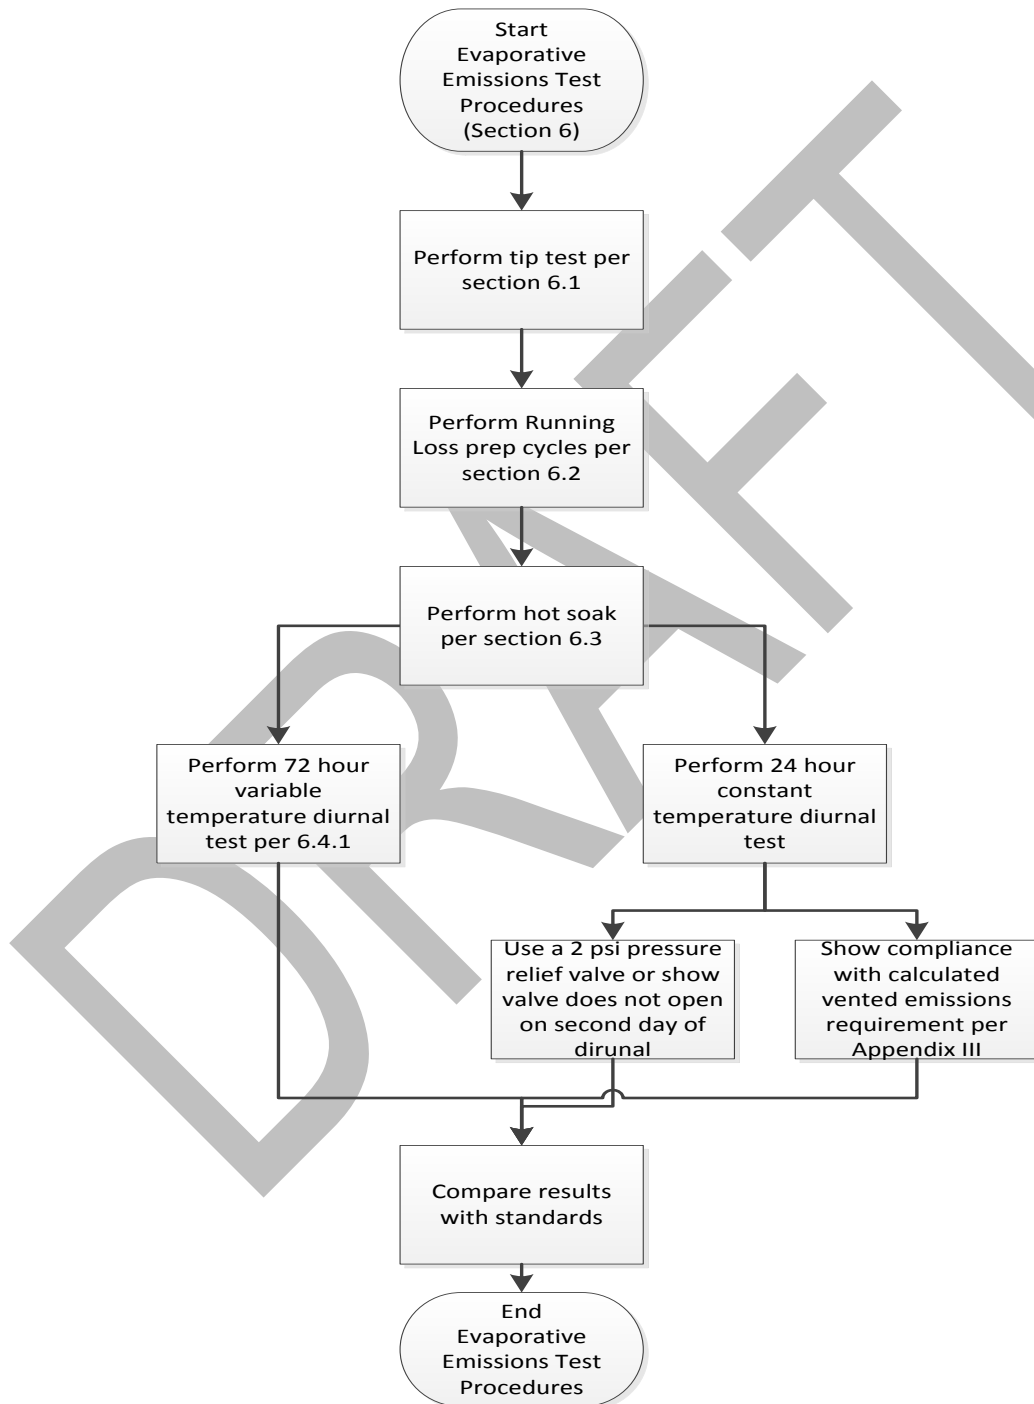 Start
Evaporative
Emissions Test
Procedures
(Section 6)
Perform tip test per
section 6.1
Perform Running
Loss prep cycles per
section 6.2
Perform hot soak
per section 6.3
Perform 72 hour
variable
temperature diurnal
test per 6.4.1
Perform 24 hour
constant
temperature diurnal
test
Use a 2 psi pressure
relief valve or show
valve does not open
on second day of
dirunal
Show compliance
with calculated
vented emissions
requirement per
Appendix III
Compare results
with standards
End
Evaporative
Emissions Test
Procedures
DRAFT